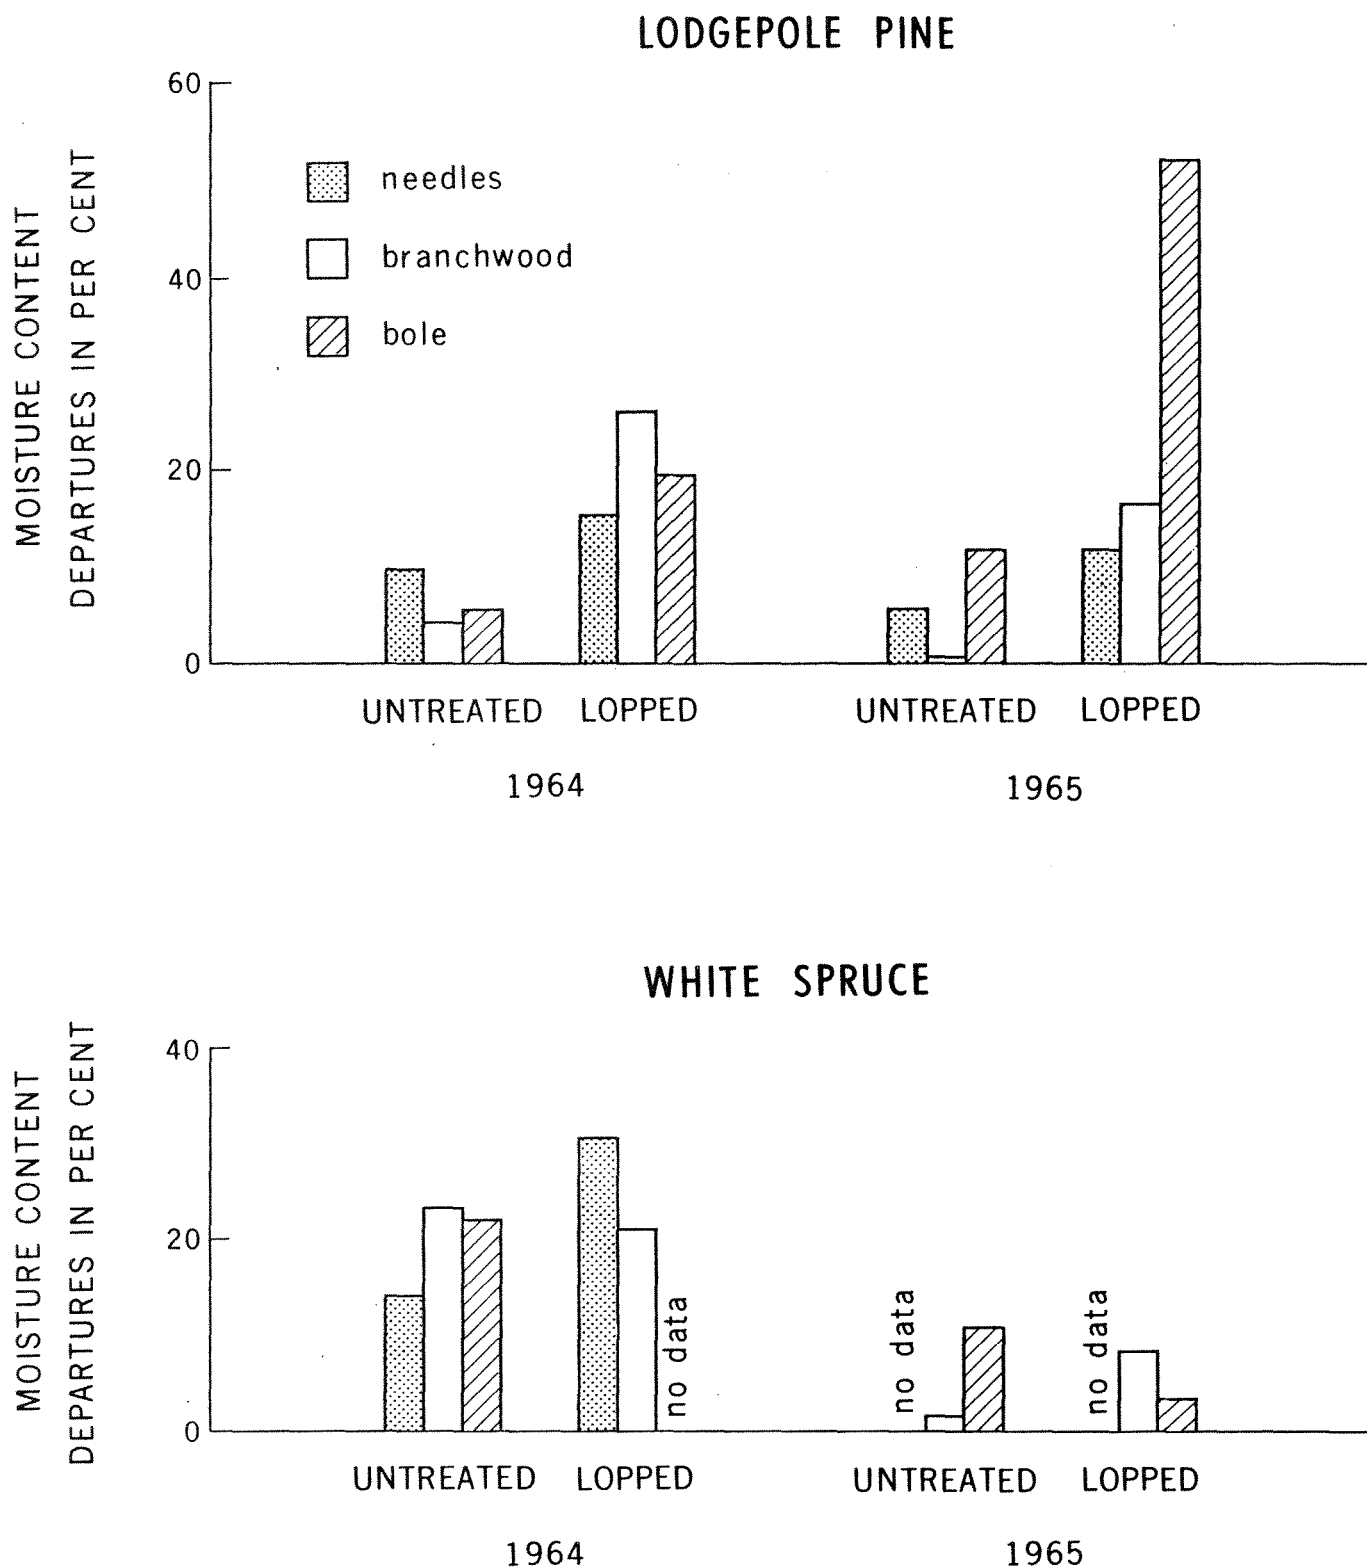 LODGEPOLE PINE
MOISTURE CONTENT
DEPARTURES IN PER CENT
60
40
20
0
needles
branchwood
bole
UNTREATED LOPPED UNTREATED LOPPED
1964 1965
WHITE SPRUCE
MOISTURE CONTENT
DEPARTURES IN PER CENT
40
20
0
no data
no data
no data
UNTREATED LOPPED UNTREATED LOPPED
1964 1965